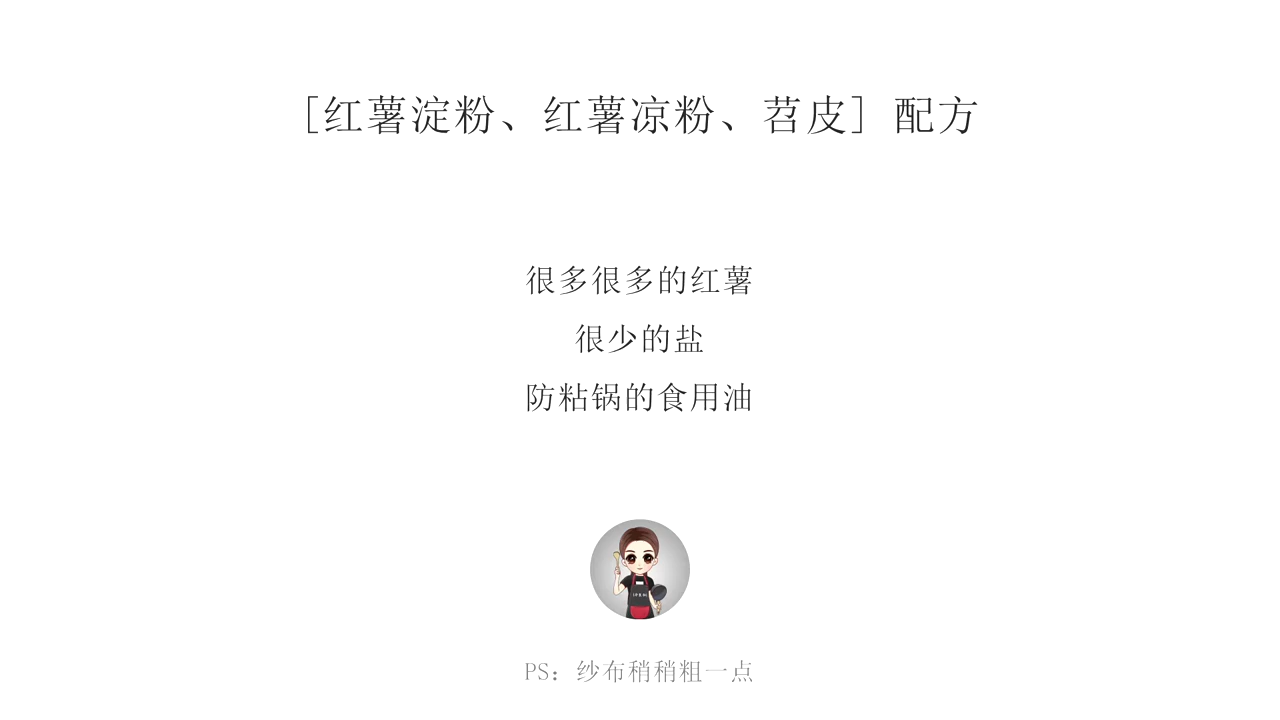 [红薯淀粉、红薯凉粉、苕皮] 配方
很多很多的红薯
很少的盐
防粘锅的食用油
PS: 纱布稍稍粗一点